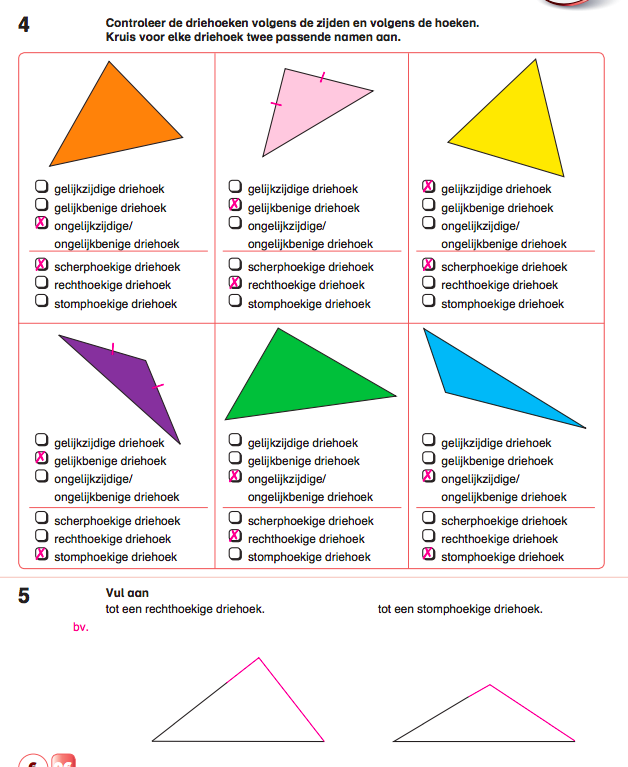 4
Controleer de driehoeken volgens de zijden en volgens de hoeken.
Kruis voor elke driehoek twee passende namen aan.
gelijkzijdige driehoek
gelijkbenige driehoek
ongelijkzijdige/
ongelijkbenige driehoek
scherphoekige driehoek
rechthoekige driehoek
stomphoekige driehoek
gelijkzijdige driehoek
gelijkbenige driehoek
ongelijkzijdige/
ongelijkbenige driehoek
scherphoekige driehoek
rechthoekige driehoek
stomphoekige driehoek
gelijkzijdige driehoek
gelijkbenige driehoek
ongelijkzijdige/
ongelijkbenige driehoek
scherphoekige driehoek
rechthoekige driehoek
stomphoekige driehoek
gelijkzijdige driehoek
gelijkbenige driehoek
ongelijkzijdige/
ongelijkbenige driehoek
scherphoekige driehoek
rechthoekige driehoek
stomphoekige driehoek
gelijkzijdige driehoek
gelijkbenige driehoek
ongelijkzijdige/
ongelijkbenige driehoek
scherphoekige driehoek
rechthoekige driehoek
stomphoekige driehoek
gelijkzijdige driehoek
gelijkbenige driehoek
ongelijkzijdige/
ongelijkbenige driehoek
scherphoekige driehoek
rechthoekige driehoek
stomphoekige driehoek
5
Vul aan
tot een rechthoekige driehoek.
tot een stomphoekige driehoek.
bv.